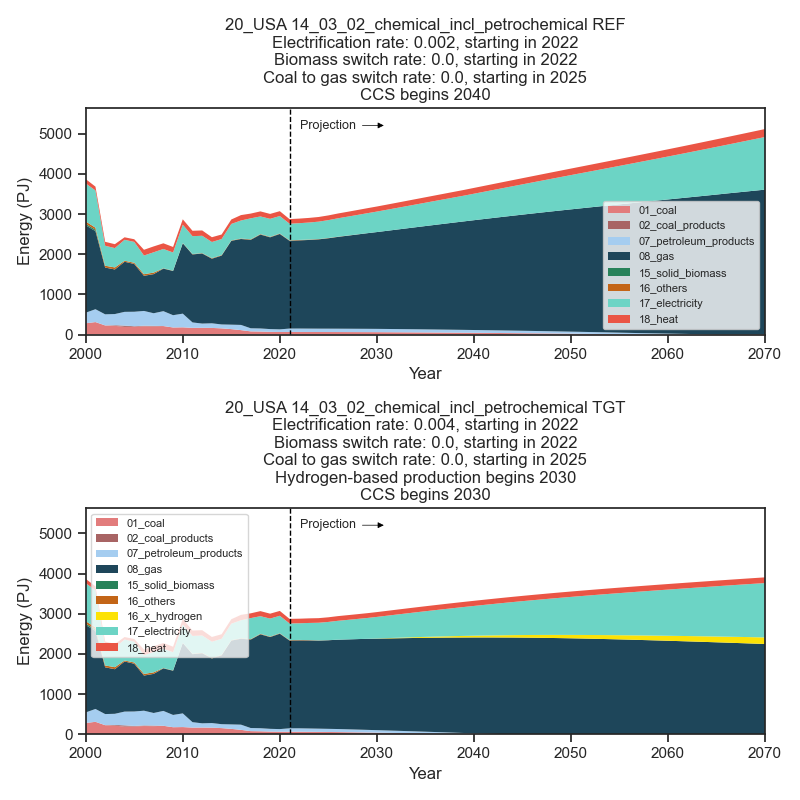 20_USA 14_03_02_chemical_incl_petrochemical REF
Electrification rate: 0.002, starting in 2022
Biomass switch rate: 0.0, starting in 2022
Coal to gas switch rate: 0.0, starting in 2025
CCS begins 2040
Projection
Energy (PJ)
5000
4000
3000
2000
1000
0
01_coal
02_coal_products
07_petroleum_products
08_gas
15_solid_biomass
16_others
17_electricity
18_heat
2000 2010 2020 2030 2040 2050 2060 2070
Year
20_USA 14_03_02_chemical_incl_petrochemical TGT
Electrification rate: 0.004, starting in 2022
Biomass switch rate: 0.0, starting in 2022
Coal to gas switch rate: 0.0, starting in 2025
Hydrogen-based production begins 2030
CCS begins 2030
Projection
Energy (PJ)
5000
4000
3000
2000
1000
0
01_coal
02_coal_products
07_petroleum_products
08_gas
15_solid_biomass
16_others
16_x_hydrogen
17_electricity
18_heat
2000 2010 2020 2030 2040 2050 2060 2070
Year